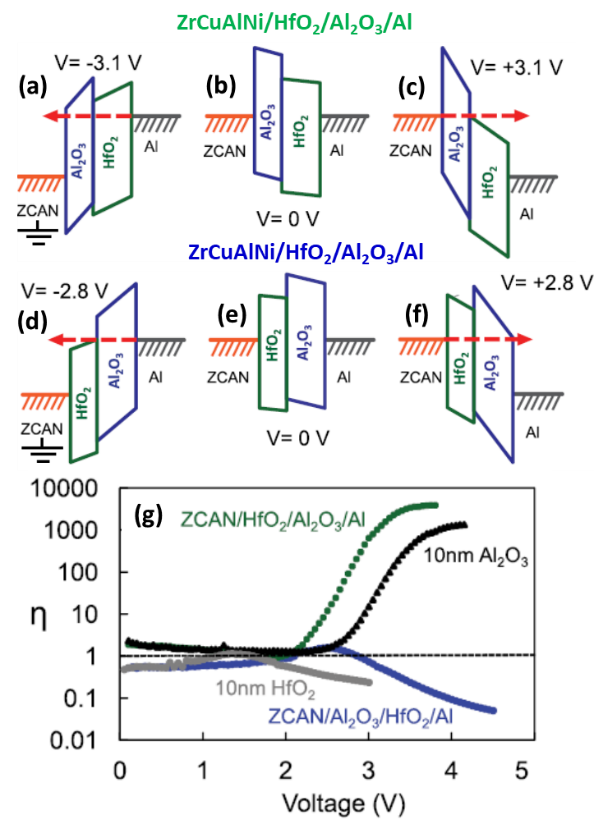 ZrCuAlNi/HfO₂/Al₂O₃/Al
(a)
V= -3.1 V
Al₂O₃
HfO₂
Al
ZCAN
(b)
ZCAN
Al₂O₃
HfO₂
Al
V= 0 V
(c)
V= +3.1 V
ZCAN
Al₂O₃
HfO₂
Al
ZrCuAlNi/HfO₂/Al₂O₃/Al
V= -2.8 V
(d)
HfO₂
Al₂O₃
Al
ZCAN
(e)
ZCAN
HfO₂
Al₂O₃
Al
V= 0 V
V= +2.8 V
(f)
ZCAN
HfO₂
Al₂O₃
Al
(g)
10000
1000
100
10
1
0.1
0.01
η
ZCAN/HfO₂/Al₂O₃/Al
10nm Al₂O₃
10nm HfO₂
ZCAN/Al₂O₃/HfO₂/Al
0 1 2 3 4 5
Voltage (V)